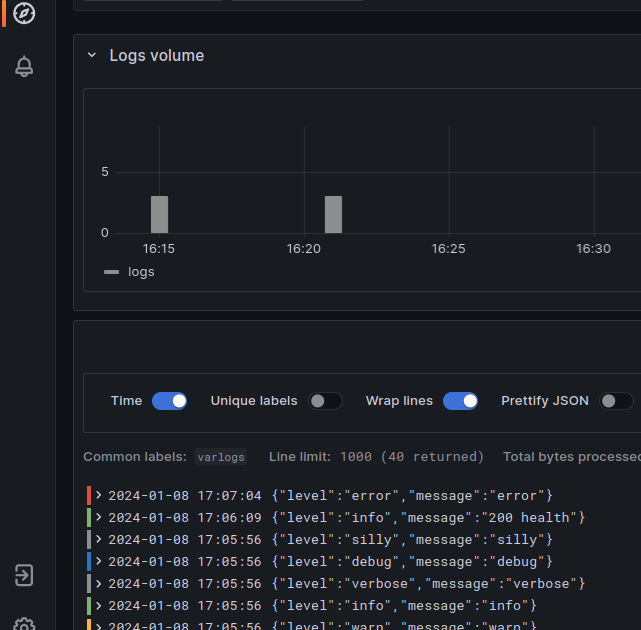 Logs volume
5
0
16:15 16:20 16:25 16:30
logs
Time Unique labels Wrap lines Prettify JSON
Common labels: varlogs Line limit: 1000 (40 returned) Total bytes processed
2024-01-08 17:07:04 {"level":"error","message":"error"}
2024-01-08 17:06:09 {"level":"info","message":"200 health"}
2024-01-08 17:05:56 {"level":"silly","message":"silly"}
2024-01-08 17:05:56 {"level":"debug","message":"debug"}
2024-01-08 17:05:56 {"level":"verbose","message":"verbose"}
2024-01-08 17:05:56 {"level":"info","message":"info"}
2024-01-08 17:05:56 {"level":"warn","message":"warn"}